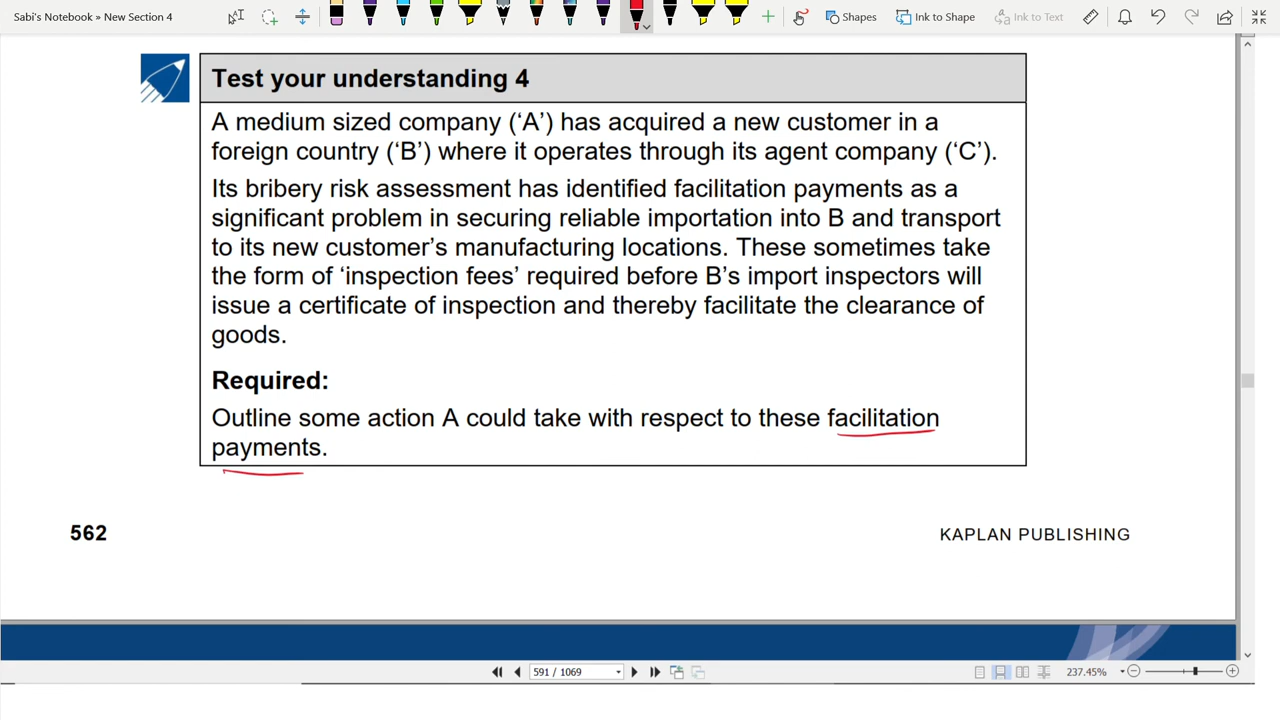 Sabi's Notebook » New Section 4
Shapes
Ink to Shape
Ink to Text
Test your understanding 4
A medium sized company (‘A’) has acquired a new customer in a
foreign country (‘B’) where it operates through its agent company (‘C’).
Its bribery risk assessment has identified facilitation payments as a
significant problem in securing reliable importation into B and transport
to its new customer’s manufacturing locations. These sometimes take
the form of ‘inspection fees’ required before B’s import inspectors will
issue a certificate of inspection and thereby facilitate the clearance of
goods.
Required:
Outline some action A could take with respect to these facilitation
payments.
562
KAPLAN PUBLISHING
591 / 1069
237.45%